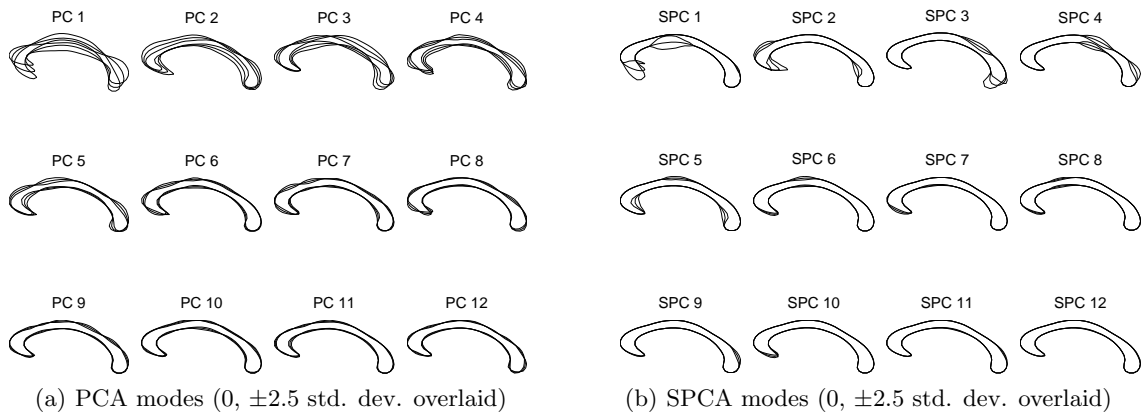 PC 1 PC 2 PC 3 PC 4
PC 5 PC 6 PC 7 PC 8
PC 9 PC 10 PC 11 PC 12
(a) PCA modes (0, ±2.5 std. dev. overlaid)
SPC 1 SPC 2 SPC 3 SPC 4
SPC 5 SPC 6 SPC 7 SPC 8
SPC 9 SPC 10 SPC 11 SPC 12
(b) SPCA modes (0, ±2.5 std. dev. overlaid)